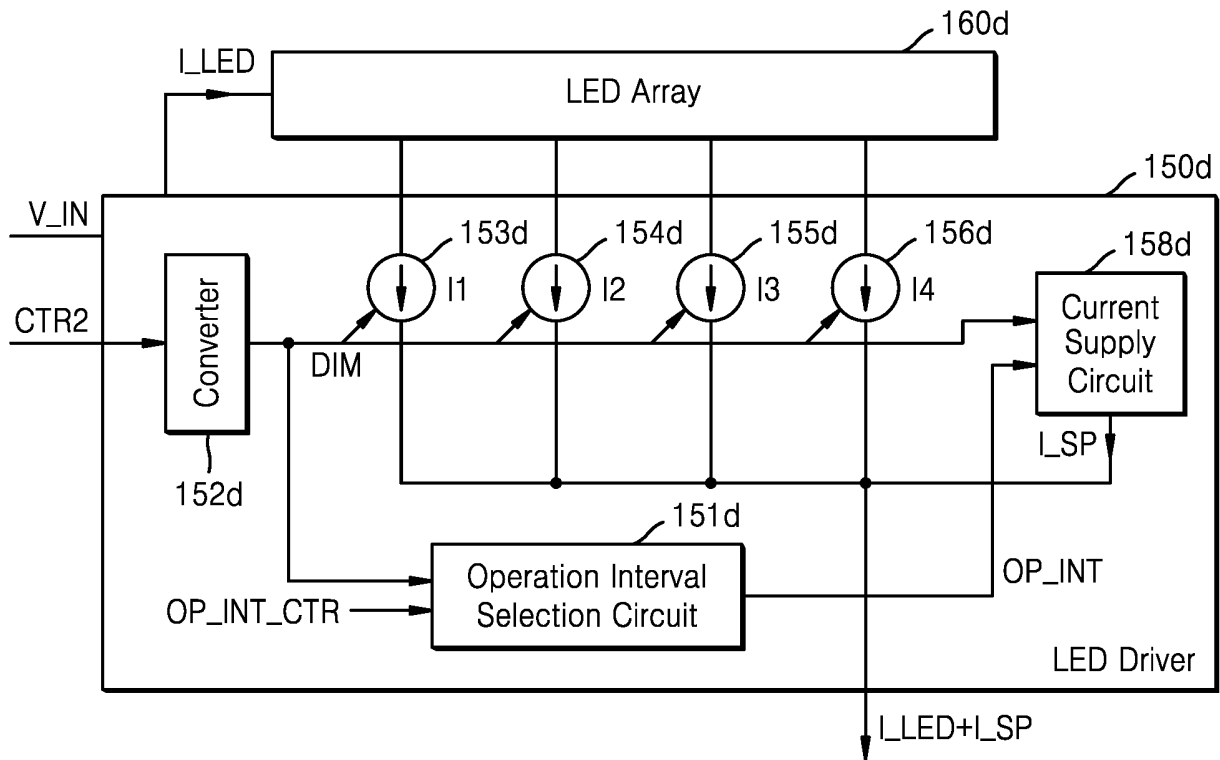 160d
I_LED
LED Array
150d
V_IN
153d
154d
155d
156d
158d
I1
I2
I3
I4
CTR2
Converter
DIM
Current
Supply
Circuit
I_SP
152d
151d
Operation Interval
Selection Circuit
OP_INT
OP_INT_CTR
LED Driver
I_LED+I_SP